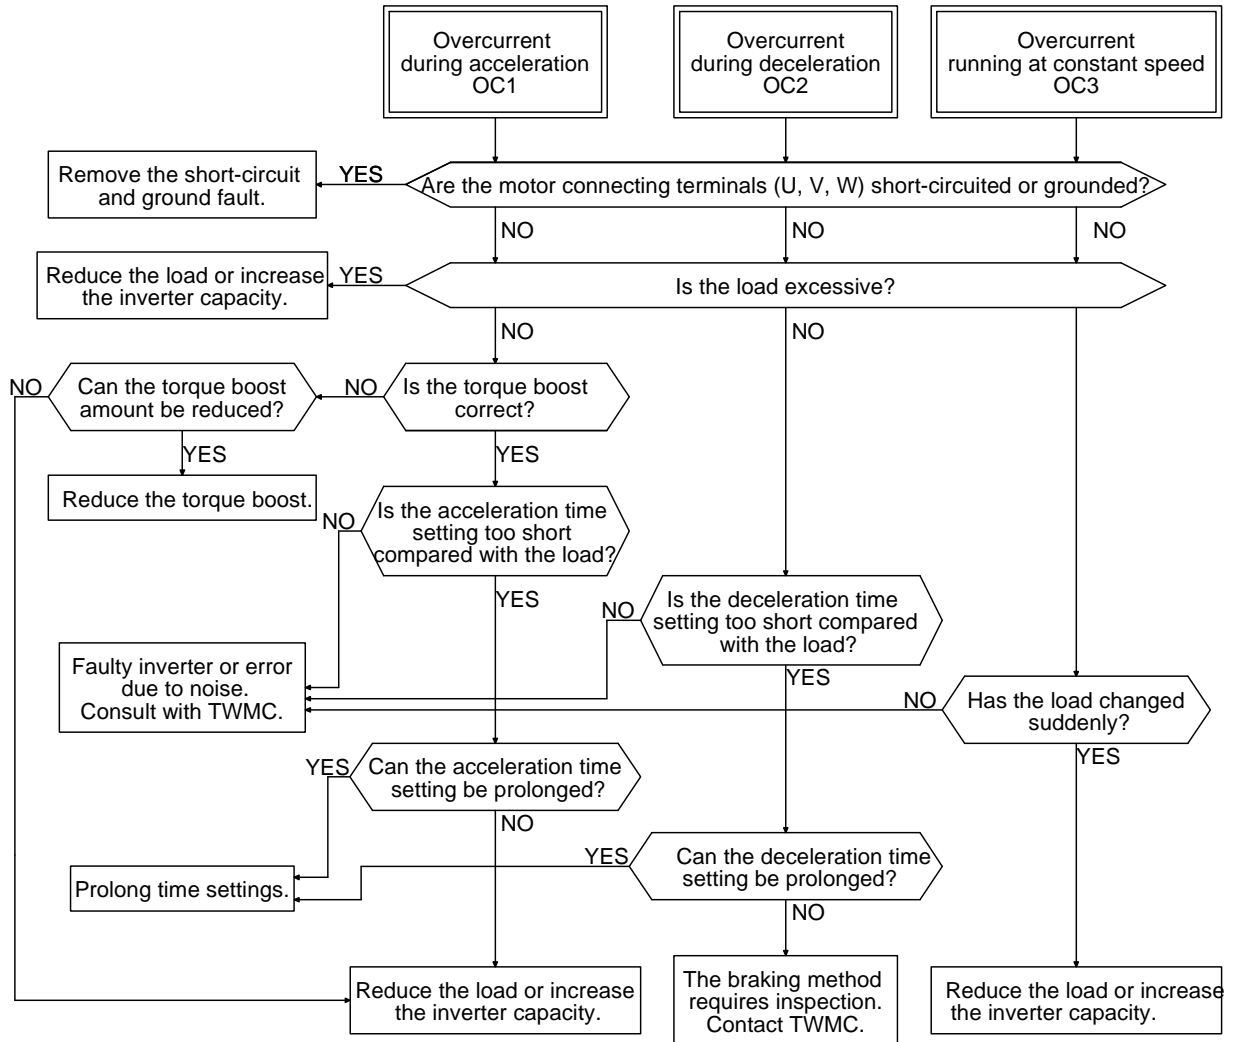 Overcurrent
during acceleration
OC1
Overcurrent
during deceleration
OC2
Overcurrent
running at constant speed
OC3
Remove the short-circuit
and ground fault.
YES
Are the motor connecting terminals (U, V, W) short-circuited or grounded?
NO
NO
NO
Reduce the load or increase
the inverter capacity.
YES
Is the load excessive?
NO
NO
NO
Can the torque boost
amount be reduced?
NO
Is the torque boost
correct?
YES
YES
Reduce the torque boost.
NO
Is the acceleration time
setting too short
compared with the load?
YES
NO
Is the deceleration time
setting too short compared
with the load?
YES
Faulty inverter or error
due to noise.
Consult with TWMC.
NO
Has the load changed
suddenly?
YES
YES
Can the acceleration time
setting be prolonged?
NO
YES
Can the deceleration time
setting be prolonged?
NO
Prolong time settings.
Reduce the load or increase
the inverter capacity.
The braking method
requires inspection.
Contact TWMC.
Reduce the load or increase
the inverter capacity.